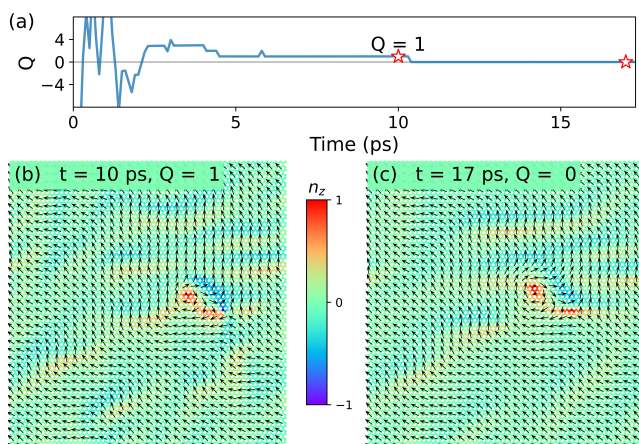 (a)
Q
4
0
−4
Q = 1
0
5
10
15
Time (ps)
(b) t = 10 ps, Q = 1
n_z
1
0
−1
(c) t = 17 ps, Q = 0